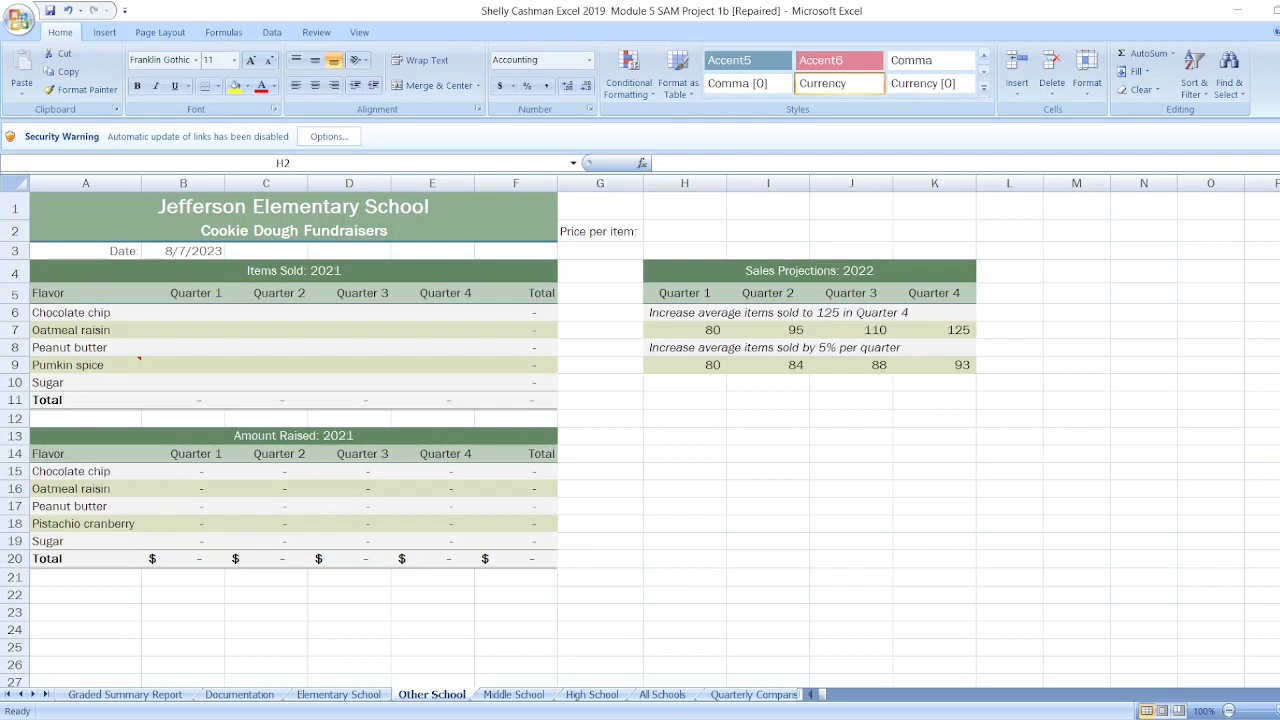 Shelly Cashman Excel 2019 Module 5 SAM Project 1b [Repaired] - Microsoft Excel
Home Insert Page Layout Formulas Data Review View
Paste Cut Copy Format Painter Clipboard
Franklin Gothic 11 A A B I U A Font
Wrap Text Merge & Center Alignment
Accounting $ % , Number
Conditional Formatting Format as Table
Accent5 Accent6 Comma
Comma [0] Currency Currency [0]
Styles
Insert Delete Format Cells
Σ AutoSum Fill Clear Sort & Filter Find & Select Editing
Security Warning Automatic update of links has been disabled Options...
H2 fx
A B C D E F G H I J K L M N O
1 Jefferson Elementary School
2 Cookie Dough Fundraisers Price per item:
3 Date: 8/7/2023
4 Items Sold: 2021 Sales Projections: 2022
5 Flavor Quarter 1 Quarter 2 Quarter 3 Quarter 4 Total Quarter 1 Quarter 2 Quarter 3 Quarter 4
6 Chocolate chip - Increase average items sold to 125 in Quarter 4
7 Oatmeal raisin - 80 95 110 125
8 Peanut butter - Increase average items sold by 5% per quarter
9 Pumkin spice - 80 84 88 93
10 Sugar -
11 Total - - - - -
12
13 Amount Raised: 2021
14 Flavor Quarter 1 Quarter 2 Quarter 3 Quarter 4 Total
15 Chocolate chip - - - - -
16 Oatmeal raisin - - - - -
17 Peanut butter - - - - -
18 Pistachio cranberry - - - - -
19 Sugar - - - - -
20 Total $ - $ - $ - $ - $ -
21
22
23
24
25
26
27
Graded Summary Report Documentation Elementary School Other School Middle School High School All Schools Quarterly Comparis
Ready 100%